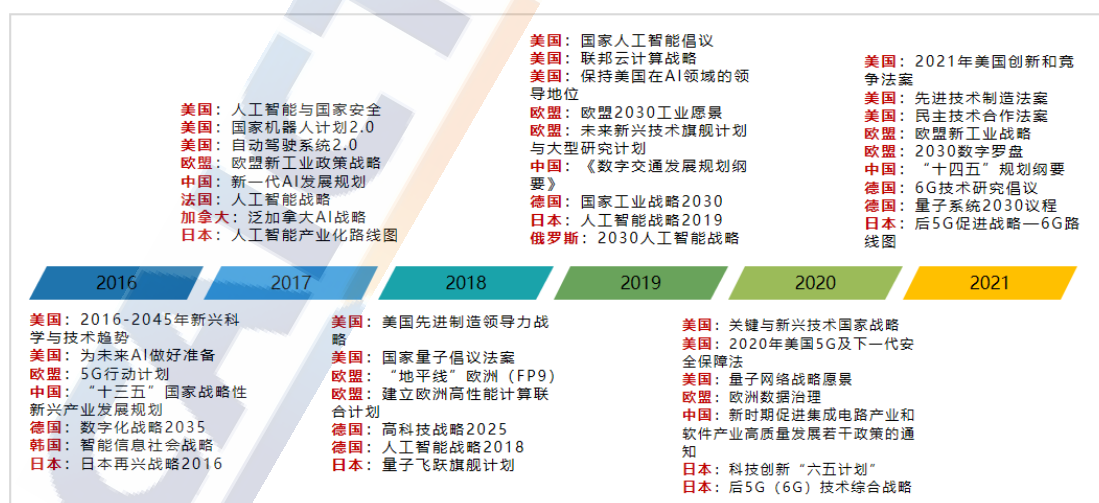 美国：人工智能与国家安全
美国：国家机器人计划2.0
美国：自动驾驶系统2.0
欧盟：欧盟新工业政策战略
中国：新一代AI发展规划
法国：人工智能战略
加拿大：泛加拿大AI战略
日本：人工智能产业化路线图
美国：国家人工智能倡议
美国：联邦云计算战略
美国：保持美国在AI领域的领
导地位
欧盟：欧盟2030工业愿景
欧盟：未来新兴技术旗舰计划
与大型研究计划
中国：《数字交通发展规划纲
要》
德国：国家工业战略2030
日本：人工智能战略2019
俄罗斯：2030人工智能战略
美国：2021年美国创新和竞
争法案
美国：先进技术制造法案
美国：民主技术合作法案
欧盟：欧盟新工业战略
欧盟：2030数字罗盘
中国：“十四五”规划纲要
德国：6G技术研究倡议
德国：量子系统2030议程
日本：后5G促进战略—6G路
线图
2016
2017
2018
2019
2020
2021
美国：2016-2045年新兴科
学与技术趋势
美国：为未来AI做好准备
欧盟：5G行动计划
中国：“十三五”国家战略性
新兴产业发展规划
德国：数字化战略2035
韩国：智能信息社会战略
日本：日本再兴战略2016
美国：美国先进制造领导力战
略
美国：国家量子倡议法案
欧盟：“地平线”欧洲（FP9）
欧盟：建立欧洲高性能计算联
合计划
德国：高科技战略2025
德国：人工智能战略2018
日本：量子飞跃旗舰计划
美国：关键与新兴技术国家战略
美国：2020年美国5G及下一代安
全保障法
美国：量子网络战略愿景
欧盟：欧洲数据治理
中国：新时期促进集成电路产业和
软件产业高质量发展若干政策的通
知
日本：科技创新“六五计划”
日本：后5G（6G）技术综合战略